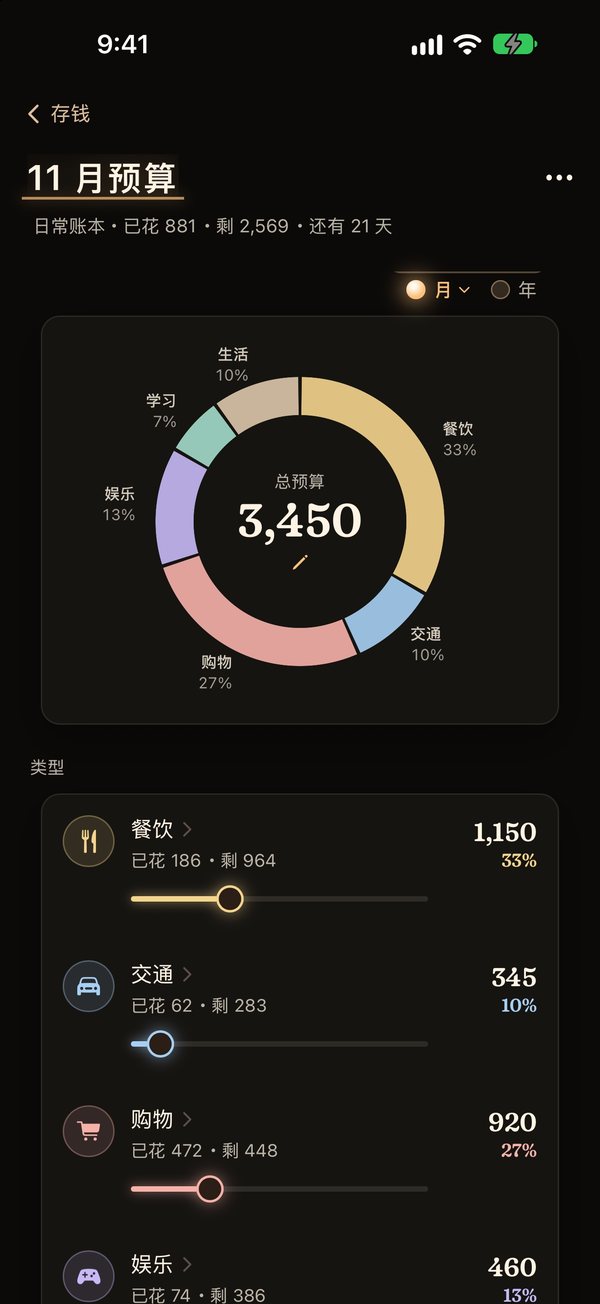 9:41
存钱
11 月预算
日常账本・已花 881・剩 2,569・还有 21 天
月 年
生活
10%
学习
7%
餐饮
33%
娱乐
13%
总预算
3,450
交通
10%
购物
27%
类型
餐饮 1,150
已花 186・剩 964 33%
交通 345
已花 62・剩 283 10%
购物 920
已花 472・剩 448 27%
娱乐 460
已花 74・剩 386 13%